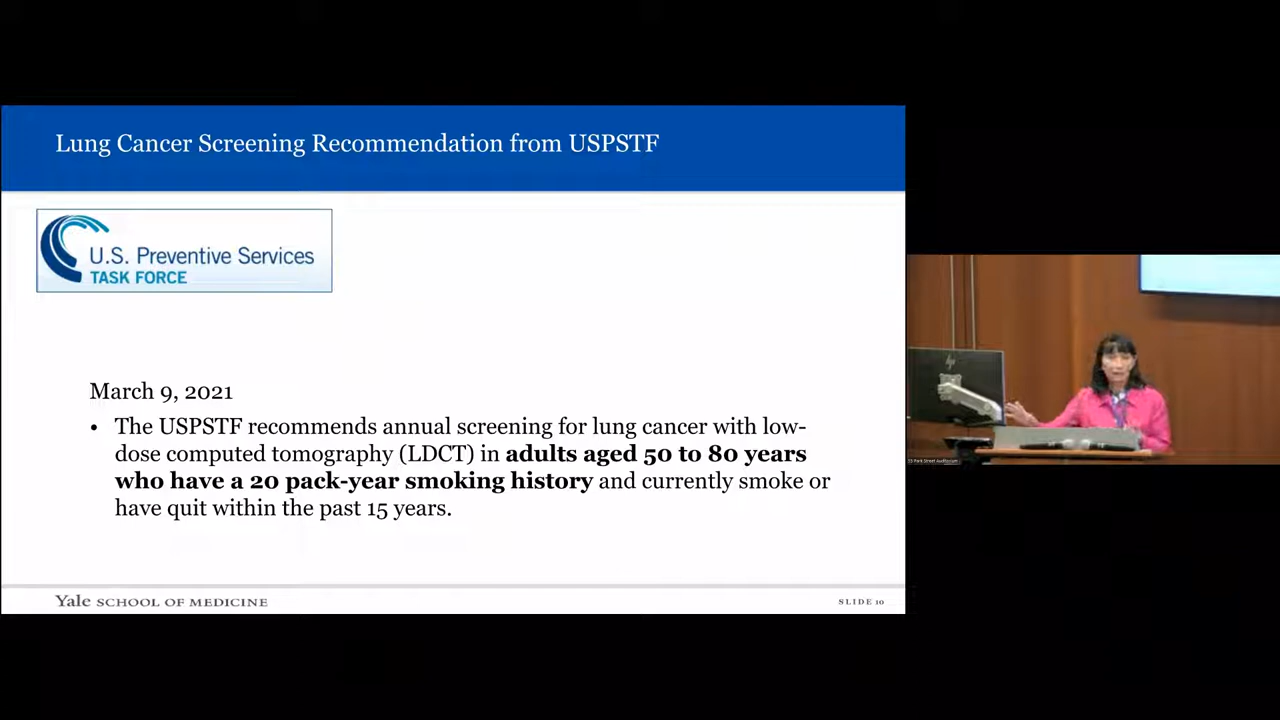 Lung Cancer Screening Recommendation from USPSTF
U.S. Preventive Services
TASK FORCE
March 9, 2021
• The USPSTF recommends annual screening for lung cancer with low-
dose computed tomography (LDCT) in adults aged 50 to 80 years
who have a 20 pack-year smoking history and currently smoke or
have quit within the past 15 years.
Yale SCHOOL OF MEDICINE
SLIDE 10
hp